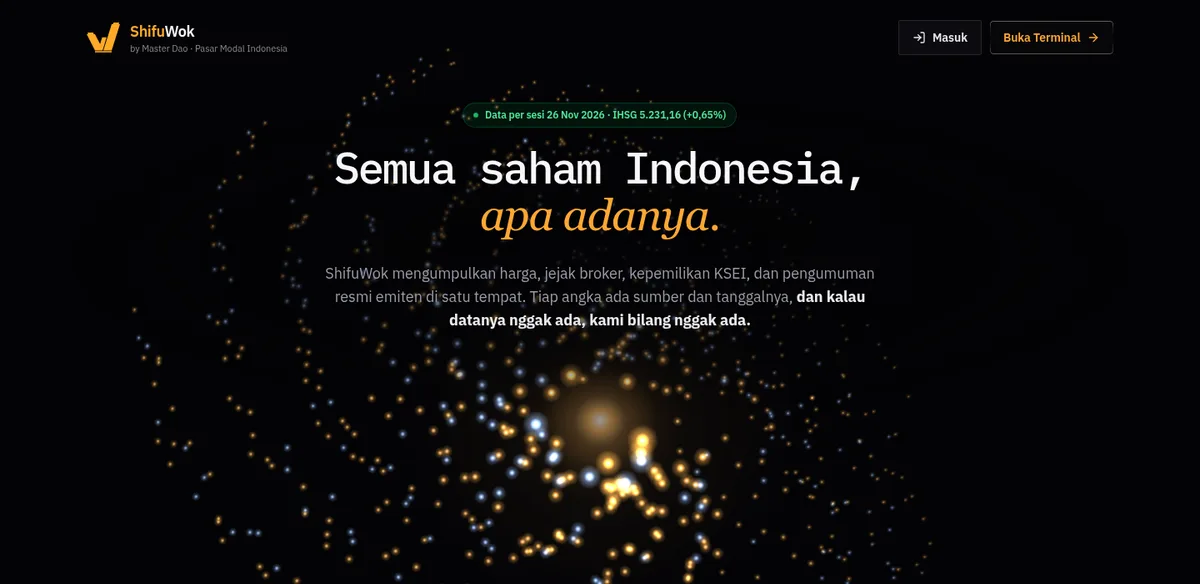 ShifuWok
by Master Dao · Pasar Modal Indonesia
Masuk
Buka Terminal →
Data per sesi 26 Nov 2026 · IHSG 5.231,16 (+0,65%)
Semua saham Indonesia,
apa adanya.
ShifuWok mengumpulkan harga, jejak broker, kepemilikan KSEI, dan pengumuman
resmi emiten di satu tempat. Tiap angka ada sumber dan tanggalnya, dan kalau
datanya nggak ada, kami bilang nggak ada.